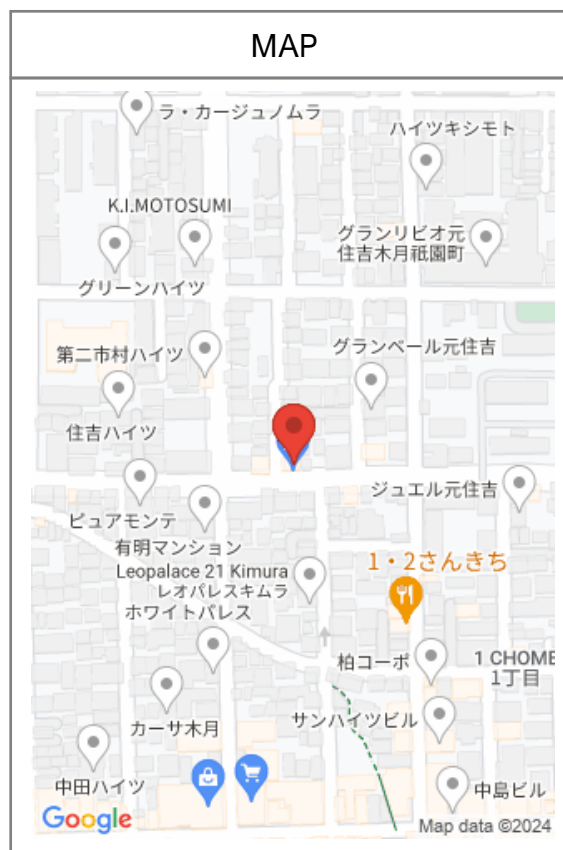 MAP
ラ・カージュノムラ
ハイツキシモト
K.I.MOTOSUMI
グランリビオ元
住吉木月祇園町
グリーンハイツ
グランベール元住吉
第二市村ハイツ
住吉ハイツ
ジュエル元住吉
ピュアモンテ
有明マンション
Leopalace 21 Kimura
レオパレスキムラ
1・2さんきち
ホワイトパレス
柏コーポ
1 CHOME
1丁目
カーサ木月
サンハイツビル
中田ハイツ
中島ビル
Google
Map data ©2024